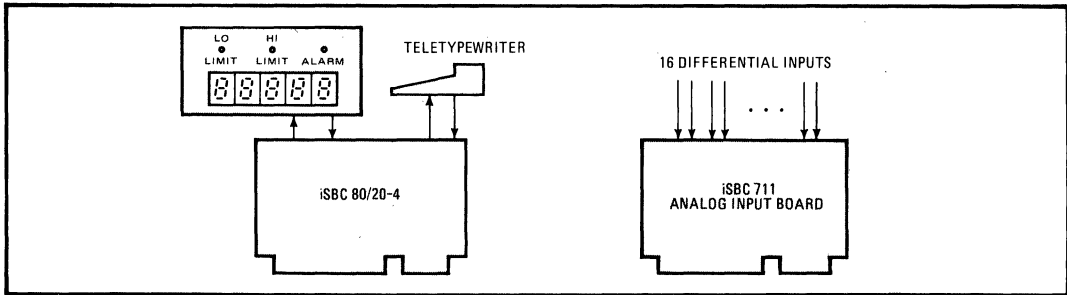 LO HI
LIMIT LIMIT ALARM
88888
TELETYPEWRITER
iSBC 80/20-4
16 DIFFERENTIAL INPUTS
. . .
iSBC 711
ANALOG INPUT BOARD